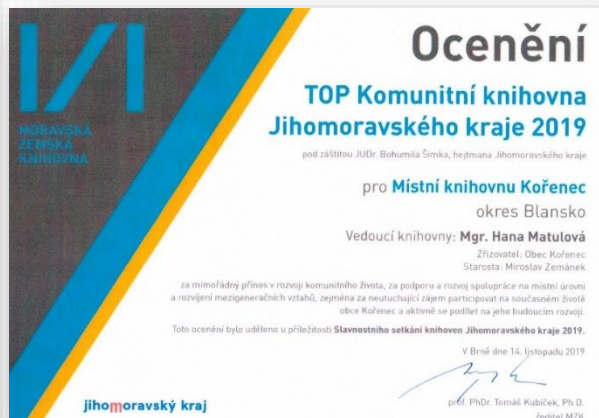 MORAVSKÁ
ZEMSKÁ
KNIHOVNA
Ocenění
TOP Komunitní knihovna
Jihomoravského kraje 2019
pod záštitou JUDr. Bohumila Šimka, hejtmana Jihomoravského kraje
pro Místní knihovnu Kořenec
okres Blansko
Vedoucí knihovny: Mgr. Hana Matulová
Zřizovatel: Obec Kořenec
Starosta: Miroslav Zemánek
za mimořádný přínos v rozvoji komunitního života, za podporu a rozvoj spolupráce na místní úrovni
a rozvíjení mezigeneračních vztahů, zejména za neutuchající zájem participovat na současném životě
obce Kořenec a aktivně se podílet na jeho budoucím rozvoji.
Toto ocenění bylo uděleno u příležitosti Slavnostního setkání knihoven Jihomoravského kraje 2019.
V Brně dne 14. listopadu 2019
prof. PhDr. Tomáš Kubíček, Ph.D.
ředitel MZK
jihomoravský kraj